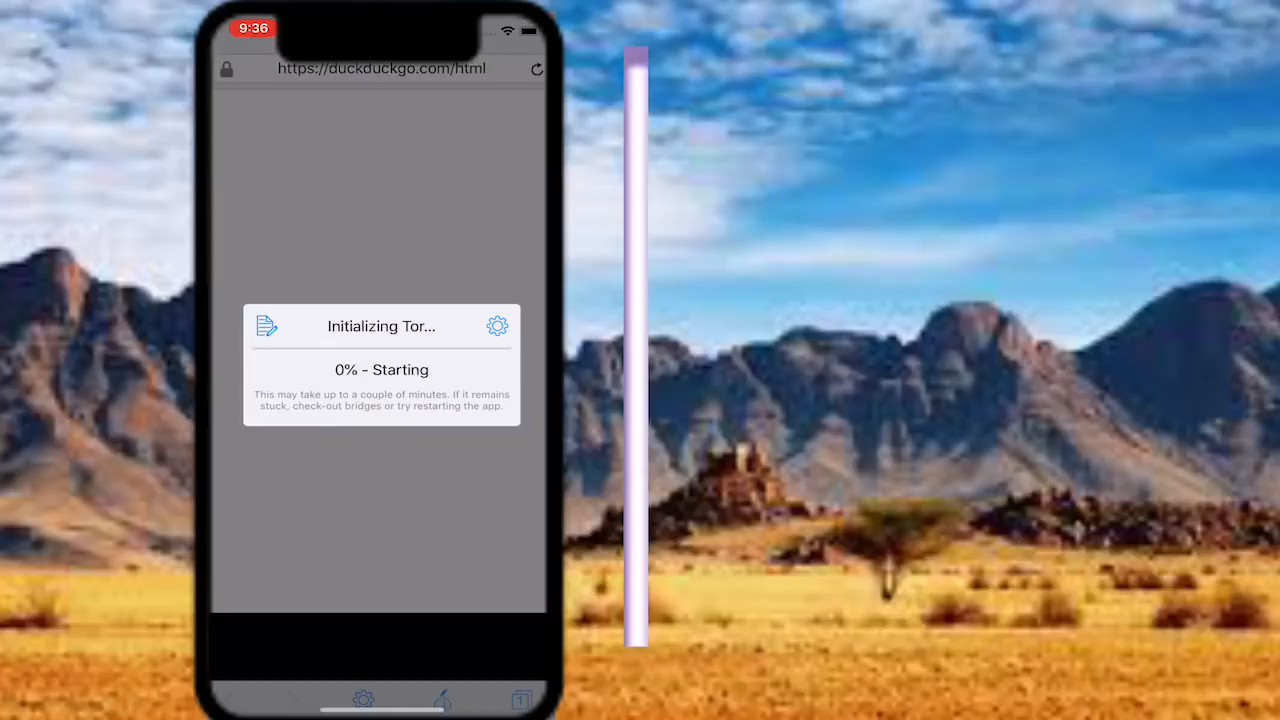 9:36
https://duckduckgo.com/html
Initializing Tor...
0% - Starting
This may take up to a couple of minutes. If it remains
stuck, check-out bridges or try restarting the app.
1